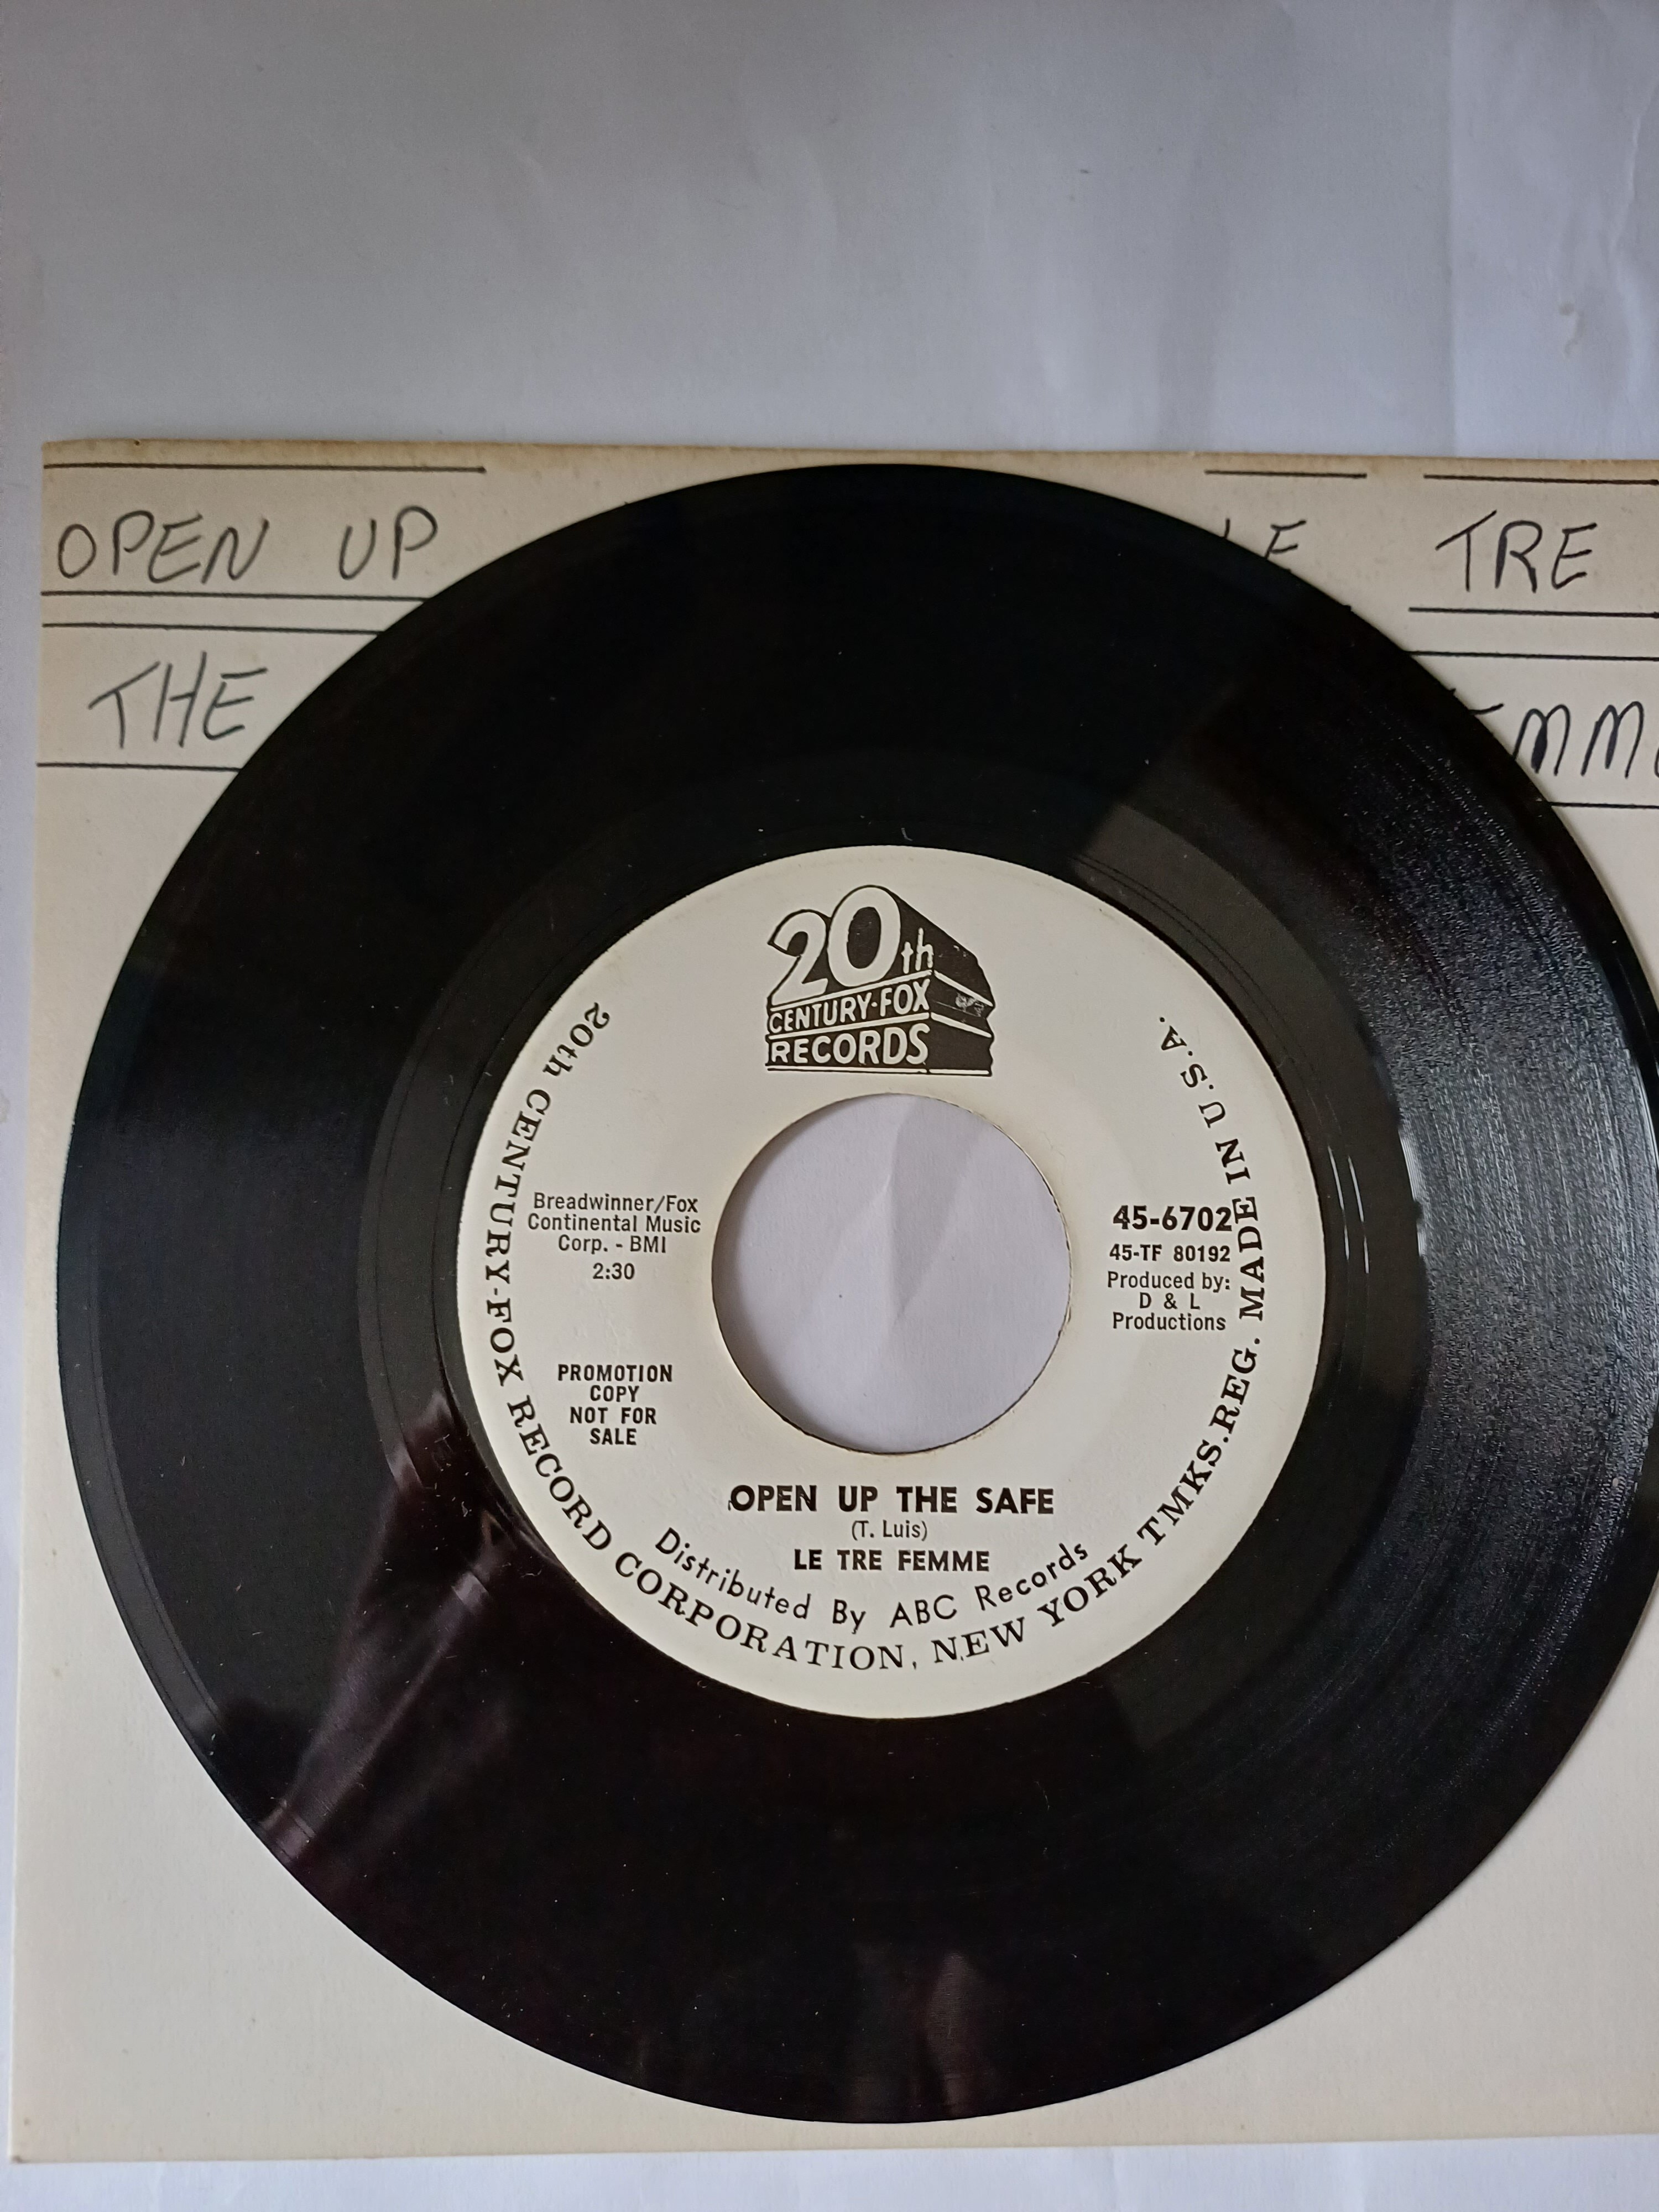 OPEN UP
LE TRE
THE
20th
CENTURY-FOX
RECORDS
Breadwinner/Fox
Continental Music
Corp. - BMI
2:30
PROMOTION
COPY
NOT FOR
SALE
45-6702
45-TF 80192
Produced by:
D & L
Productions
OPEN UP THE SAFE
(T. Luis)
LE TRE FEMME
Distributed By ABC Records
20th CENTURY-FOX RECORD CORPORATION, NEW YORK TMKS.REG. MADE IN U.S.A.